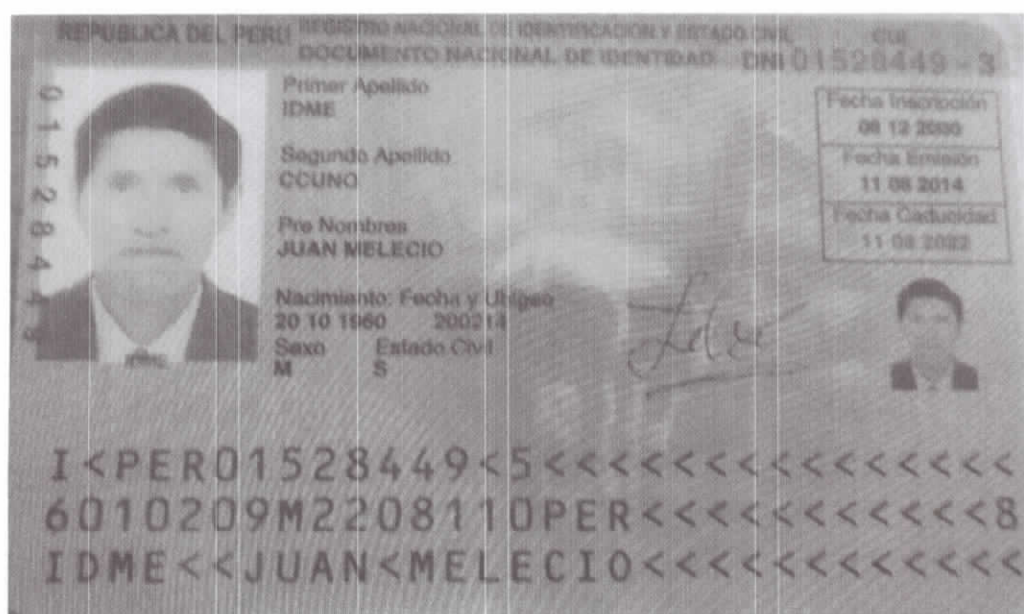 REPUBLICA DEL PERU
REGISTRO NACIONAL DE IDENTIFICACION Y ESTADO CIVIL
CUI
DOCUMENTO NACIONAL DE IDENTIDAD DNI 01528449 - 3
01528449
Primer Apellido
IDME
Segundo Apellido
CCUNO
Pre Nombres
JUAN MELECIO
Nacimiento: Fecha y Ubigeo
20 10 1960 200214
Sexo Estado Civil
M S
Fecha Inscripción
08 12 2000
Fecha Emisión
11 08 2014
Fecha Caducidad
11 08 2022
I<PER01528449<5<<<<<<<<<<<<<<<
6010209M2208110PER<<<<<<<<<<<8
IDME<<JUAN<MELECIO<<<<<<<<<<<<